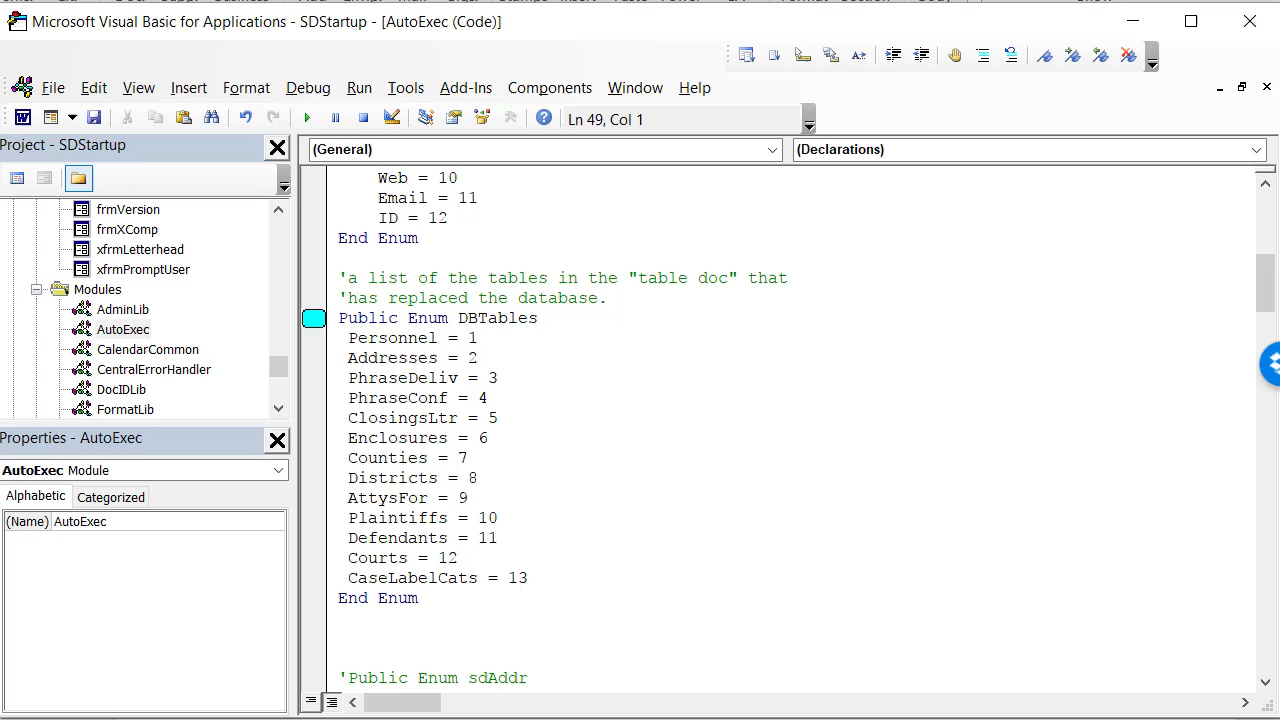 Microsoft Visual Basic for Applications - SDStartup - [AutoExec (Code)]
File Edit View Insert Format Debug Run Tools Add-Ins Components Window Help
Ln 49, Col 1
Project - SDStartup
(General)
(Declarations)
frmVersion
frmXComp
xfrmLetterhead
xfrmPromptUser
Modules
AdminLib
AutoExec
CalendarCommon
CentralErrorHandler
DocIDLib
FormatLib
Properties - AutoExec
AutoExec Module
Alphabetic Categorized
(Name) AutoExec
Web = 10
Email = 11
ID = 12
End Enum
'a list of the tables in the "table doc" that
'has replaced the database.
Public Enum DBTables
Personnel = 1
Addresses = 2
PhraseDeliv = 3
PhraseConf = 4
ClosingsLtr = 5
Enclosures = 6
Counties = 7
Districts = 8
AttysFor = 9
Plaintiffs = 10
Defendants = 11
Courts = 12
CaseLabelCats = 13
End Enum
'Public Enum sdAddr